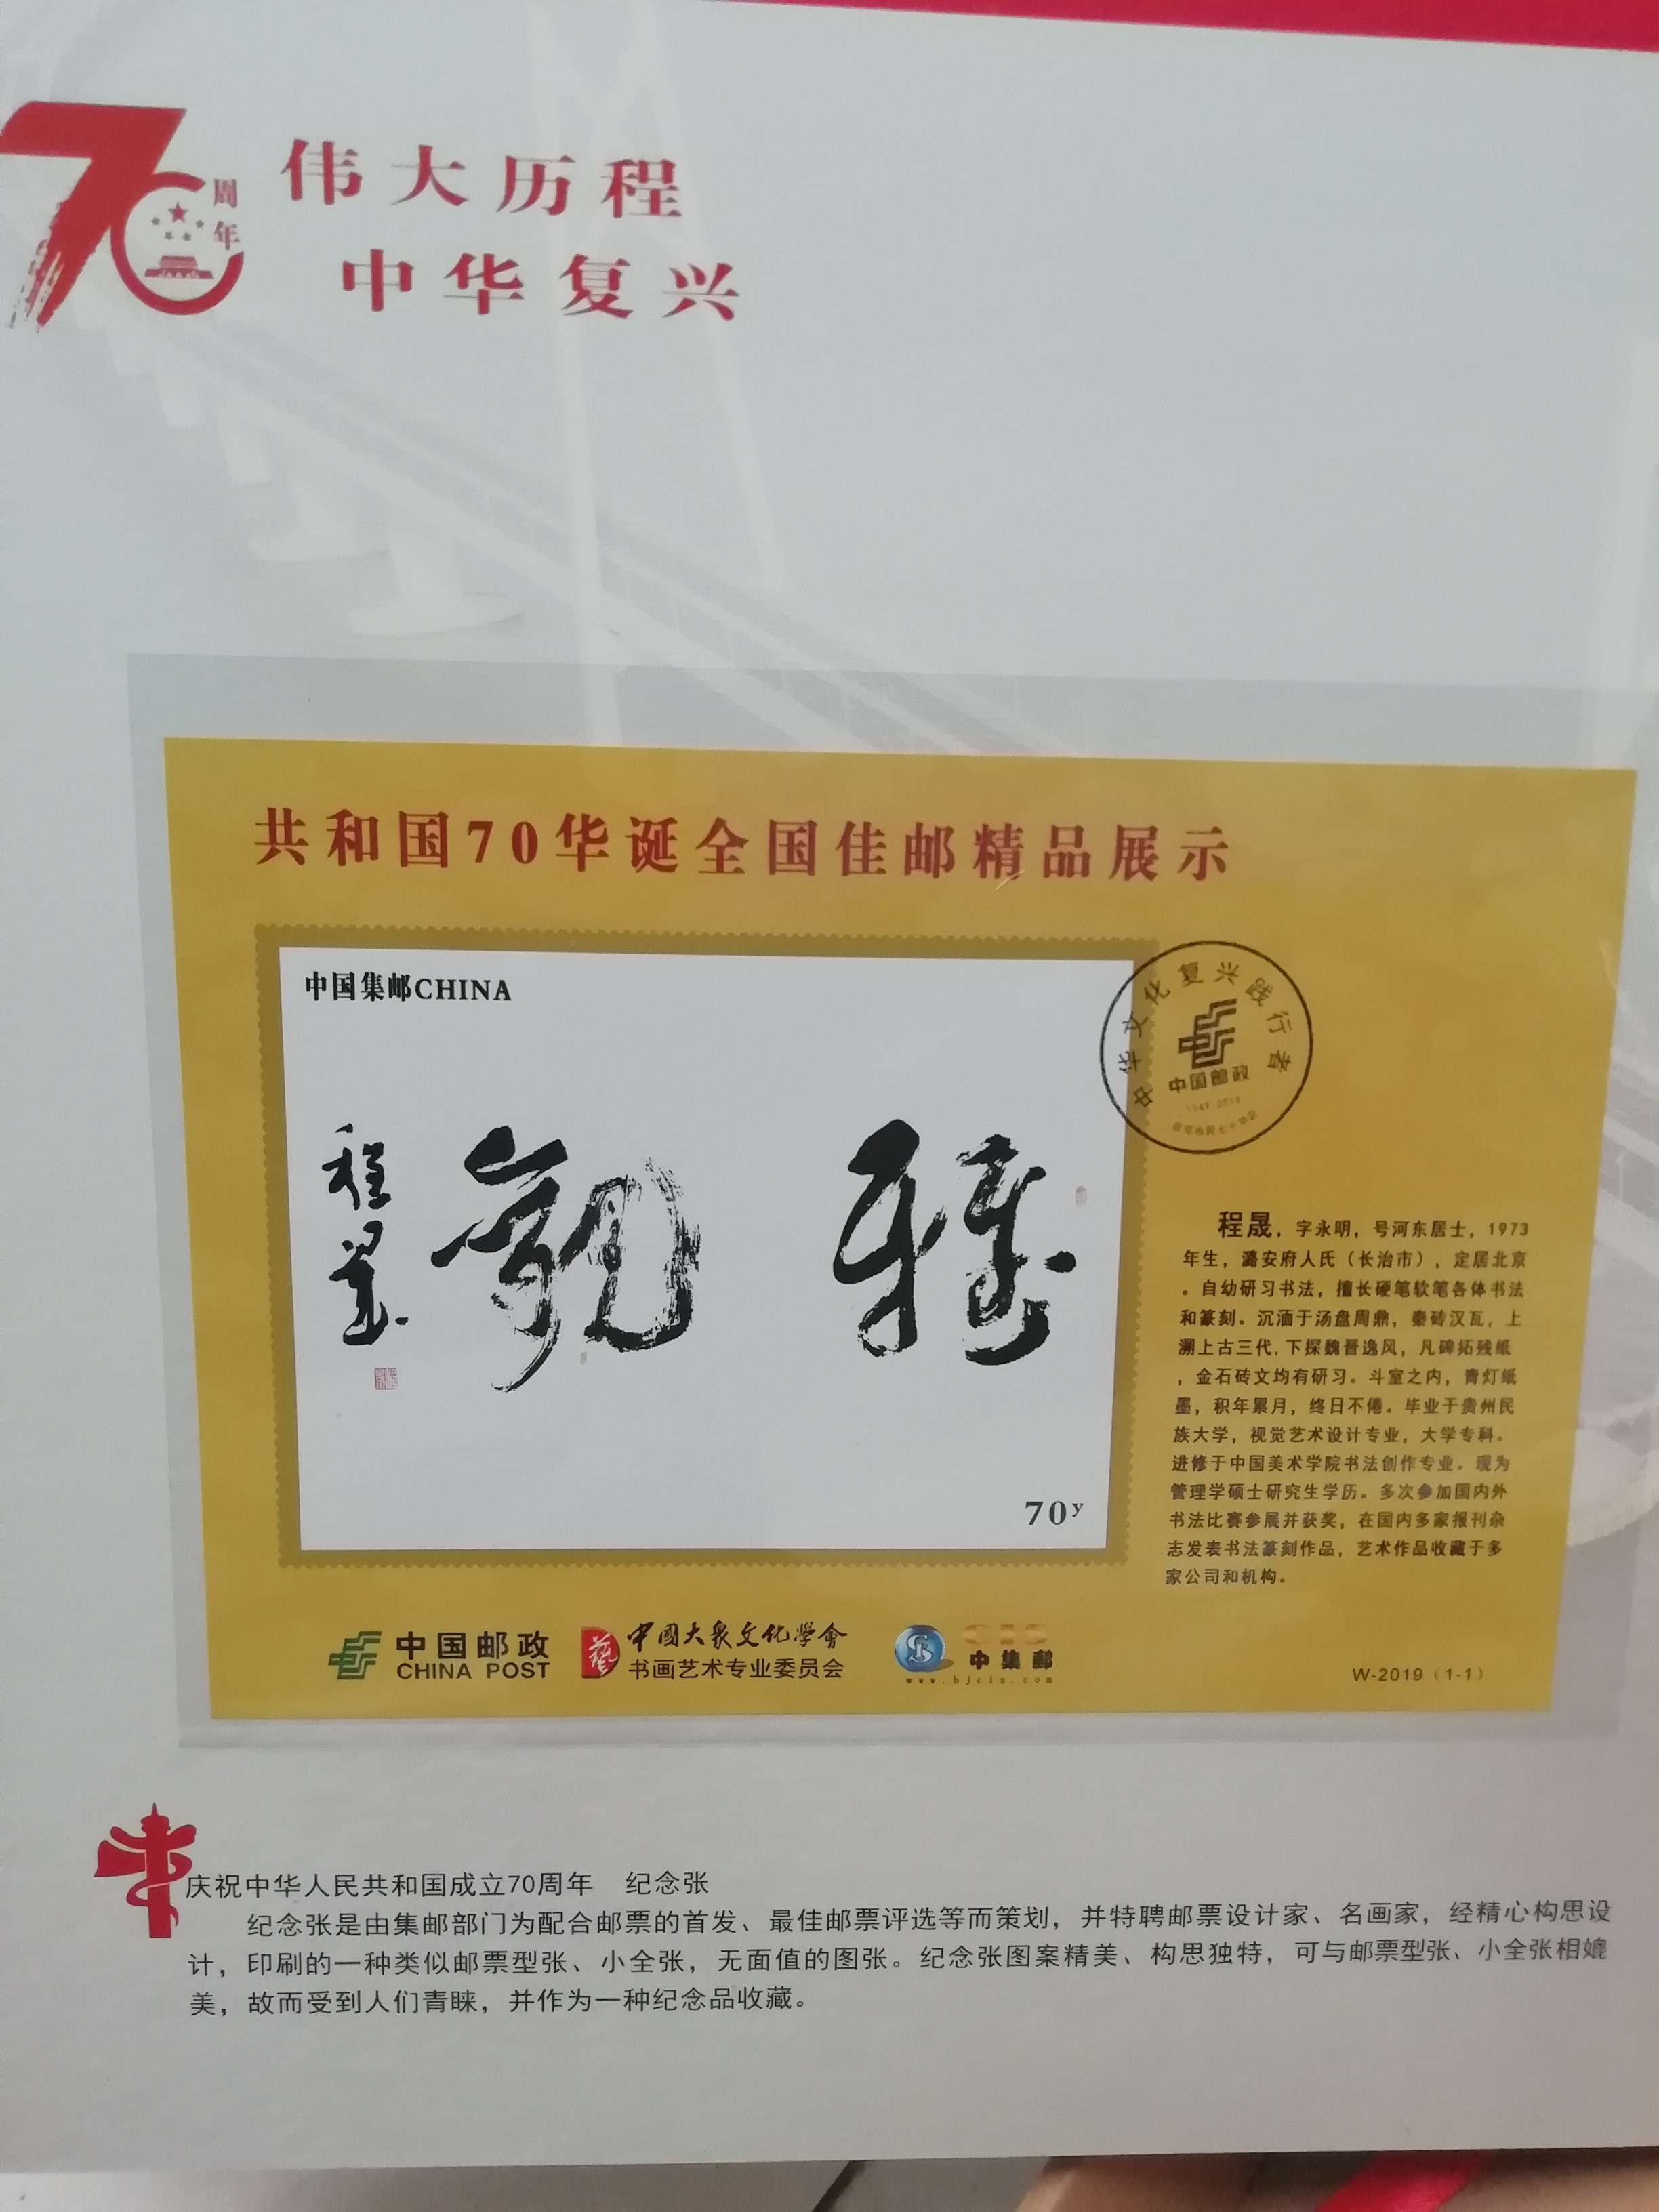 70周年
伟大历程
中华复兴
共和国70华诞全国佳邮精品展示
中国集邮CHINA
中华文化复兴践行者
中国邮政
1949-2019
程晟
70y
程晟，字永明，号河东居士，1973
年生，潞安府人氏（长治市），定居北京
。自幼研习书法，擅长硬笔软笔各体书法
和篆刻。沉湎于汤盘周鼎，秦砖汉瓦，上
溯上古三代，下探魏晋逸风，凡碑拓残纸
，金石砖文均有研习。斗室之内，青灯纸
墨，积年累月，终日不倦。毕业于贵州民
族大学，视觉艺术设计专业，大学专科。
进修于中国美术学院书法创作专业。现为
管理学硕士研究生学历。多次参加国内外
书法比赛参展并获奖，在国内多家报刊杂
志发表书法篆刻作品，艺术作品收藏于多
家公司和机构。
中国邮政
CHINA POST
藝
中國大衆文化学會
书画艺术专业委员会
CIS
中集邮
www.bjcis.com
W-2019（1-1）
庆祝中华人民共和国成立70周年 纪念张
纪念张是由集邮部门为配合邮票的首发、最佳邮票评选等而策划，并特聘邮票设计家、名画家，经精心构思设
计，印刷的一种类似邮票型张、小全张，无面值的图张。纪念张图案精美、构思独特，可与邮票型张、小全张相媲
美，故而受到人们青睐，并作为一种纪念品收藏。